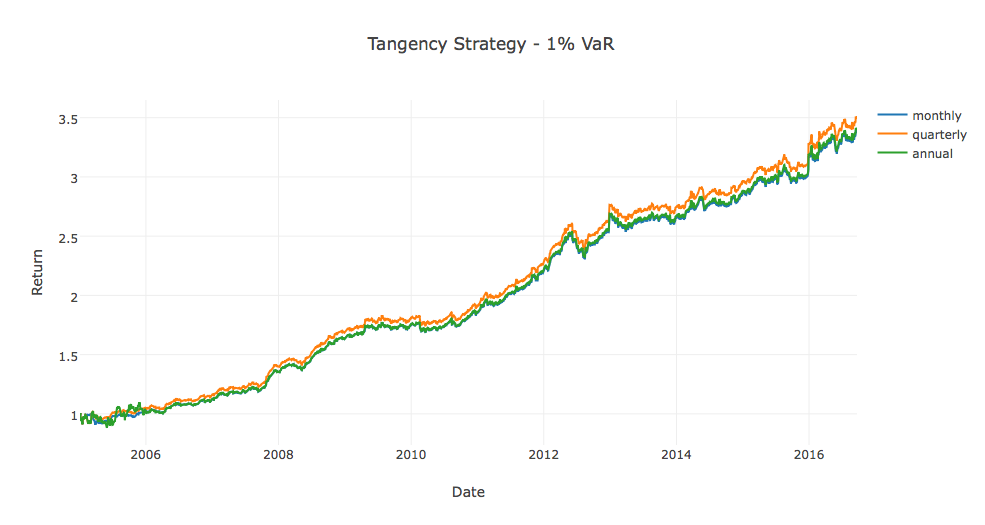 Tangency Strategy - 1% VaR
3.5
3
2.5
2
1.5
1
Return
2006
2008
2010
2012
2014
2016
Date
monthly
quarterly
annual